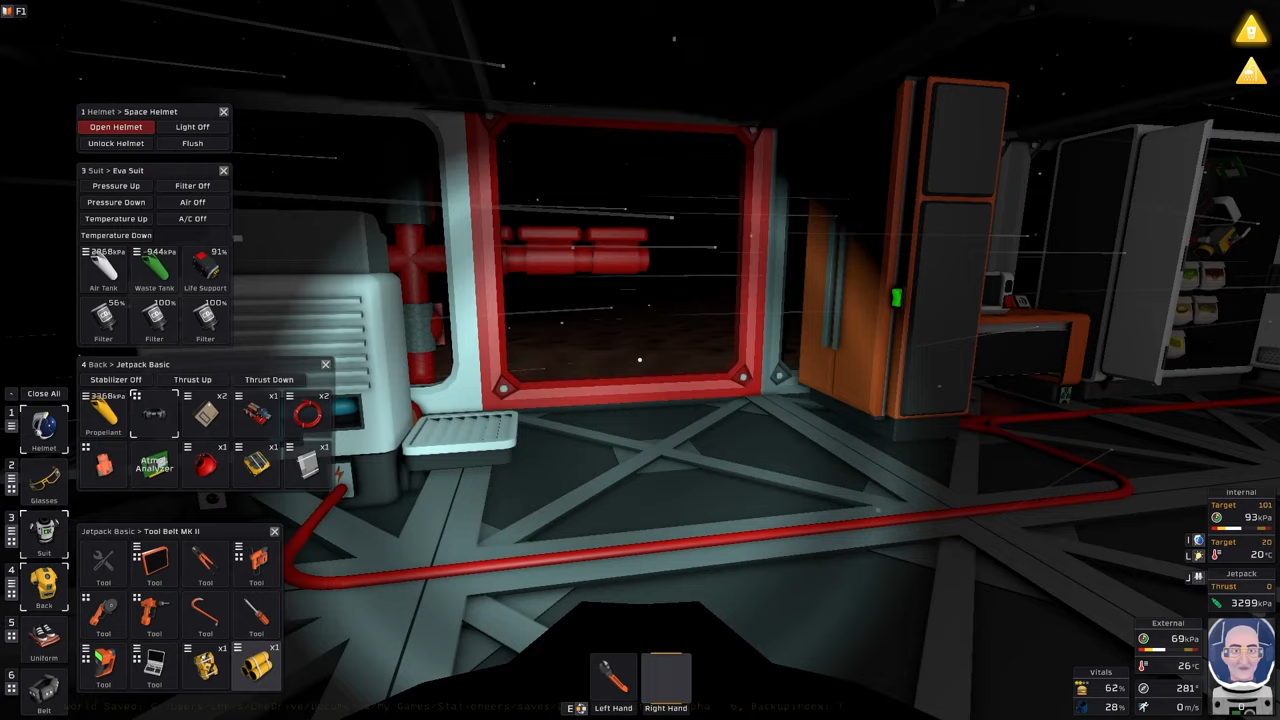 F1
1 Helmet > Space Helmet
Open Helmet
Light Off
Unlock Helmet
Flush
3 Suit > Eva Suit
Pressure Up
Filter Off
Pressure Down
Air Off
Temperature Up
A/C Off
Temperature Down
2868kPa
944kPa
91%
Air Tank
Waste Tank
Life Support
56%
100%
100%
Filter
Filter
Filter
4 Back > Jetpack Basic
Stabilizer Off
Thrust Up
Thrust Down
3368kPa
x2
x1
x2
Propellant
Atmo
Analyzer
x1
x1
x1
- Close All
1
Helmet
2
Glasses
3
Suit
4
Back
5
Uniform
6
Belt
Jetpack Basic > Tool Belt MK II
Tool
Tool
Tool
Tool
Tool
Tool
Tool
Tool
x1
x1
Tool
Tool
E
Left Hand
Right Hand
Internal
Target 101
93kPa
Target 20
20°C
I
L
J
Jetpack
Thrust 0
3299kPa
External
69kPa
26°C
281°
0m/s
Vitals
62%
28%
0